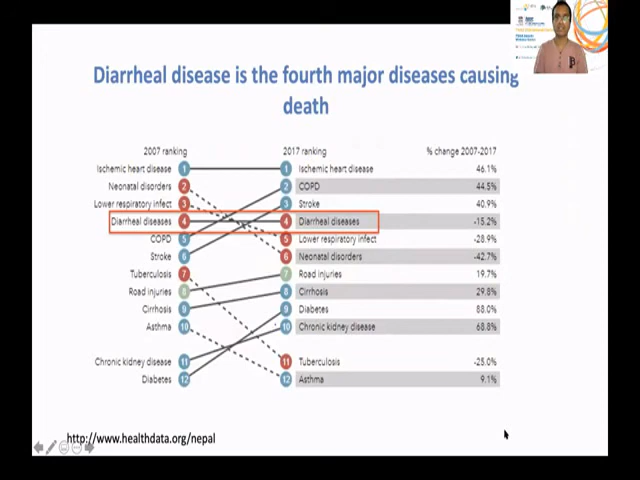 Diarrheal disease is the fourth major diseases causing
death
2007 ranking 2017 ranking % change 2007-2017
Ischemic heart disease 1 1 Ischemic heart disease 46.1%
Neonatal disorders 2 2 COPD 44.5%
Lower respiratory infect 3 3 Stroke 40.9%
Diarrheal diseases 4 4 Diarrheal diseases -15.2%
COPD 5 5 Lower respiratory infect -28.9%
Stroke 6 6 Neonatal disorders -42.7%
Tuberculosis 7 7 Road injuries 19.7%
Road injuries 8 8 Cirrhosis 29.8%
Cirrhosis 9 9 Diabetes 88.0%
Asthma 10 10 Chronic kidney disease 68.8%
Chronic kidney disease 11 11 Tuberculosis -25.0%
Diabetes 12 12 Asthma 9.1%
http://www.healthdata.org/nepal